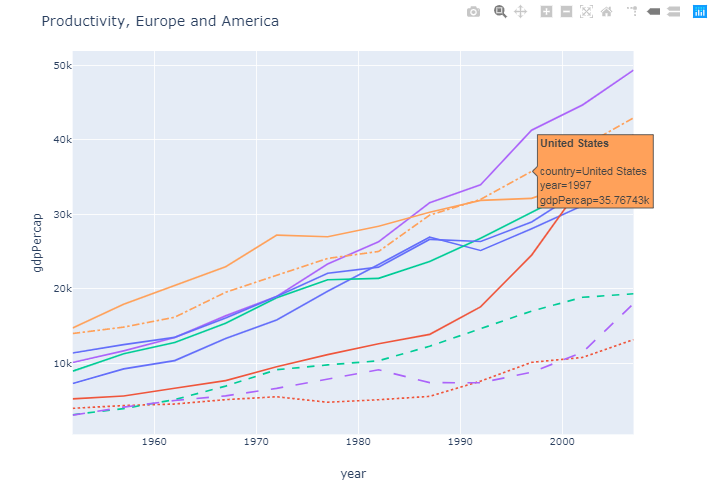 Productivity, Europe and America
50k
40k
30k
20k
10k
gdpPercap
United States
country=United States
year=1997
gdpPercap=35.76743k
1960
1970
1980
1990
2000
year